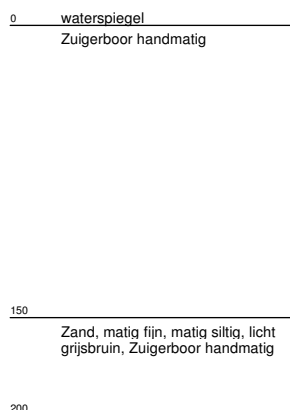 0 waterspiegel
Zuigerboor handmatig
150
Zand, matig fijn, matig siltig, licht
grijsbruin, Zuigerboor handmatig
200